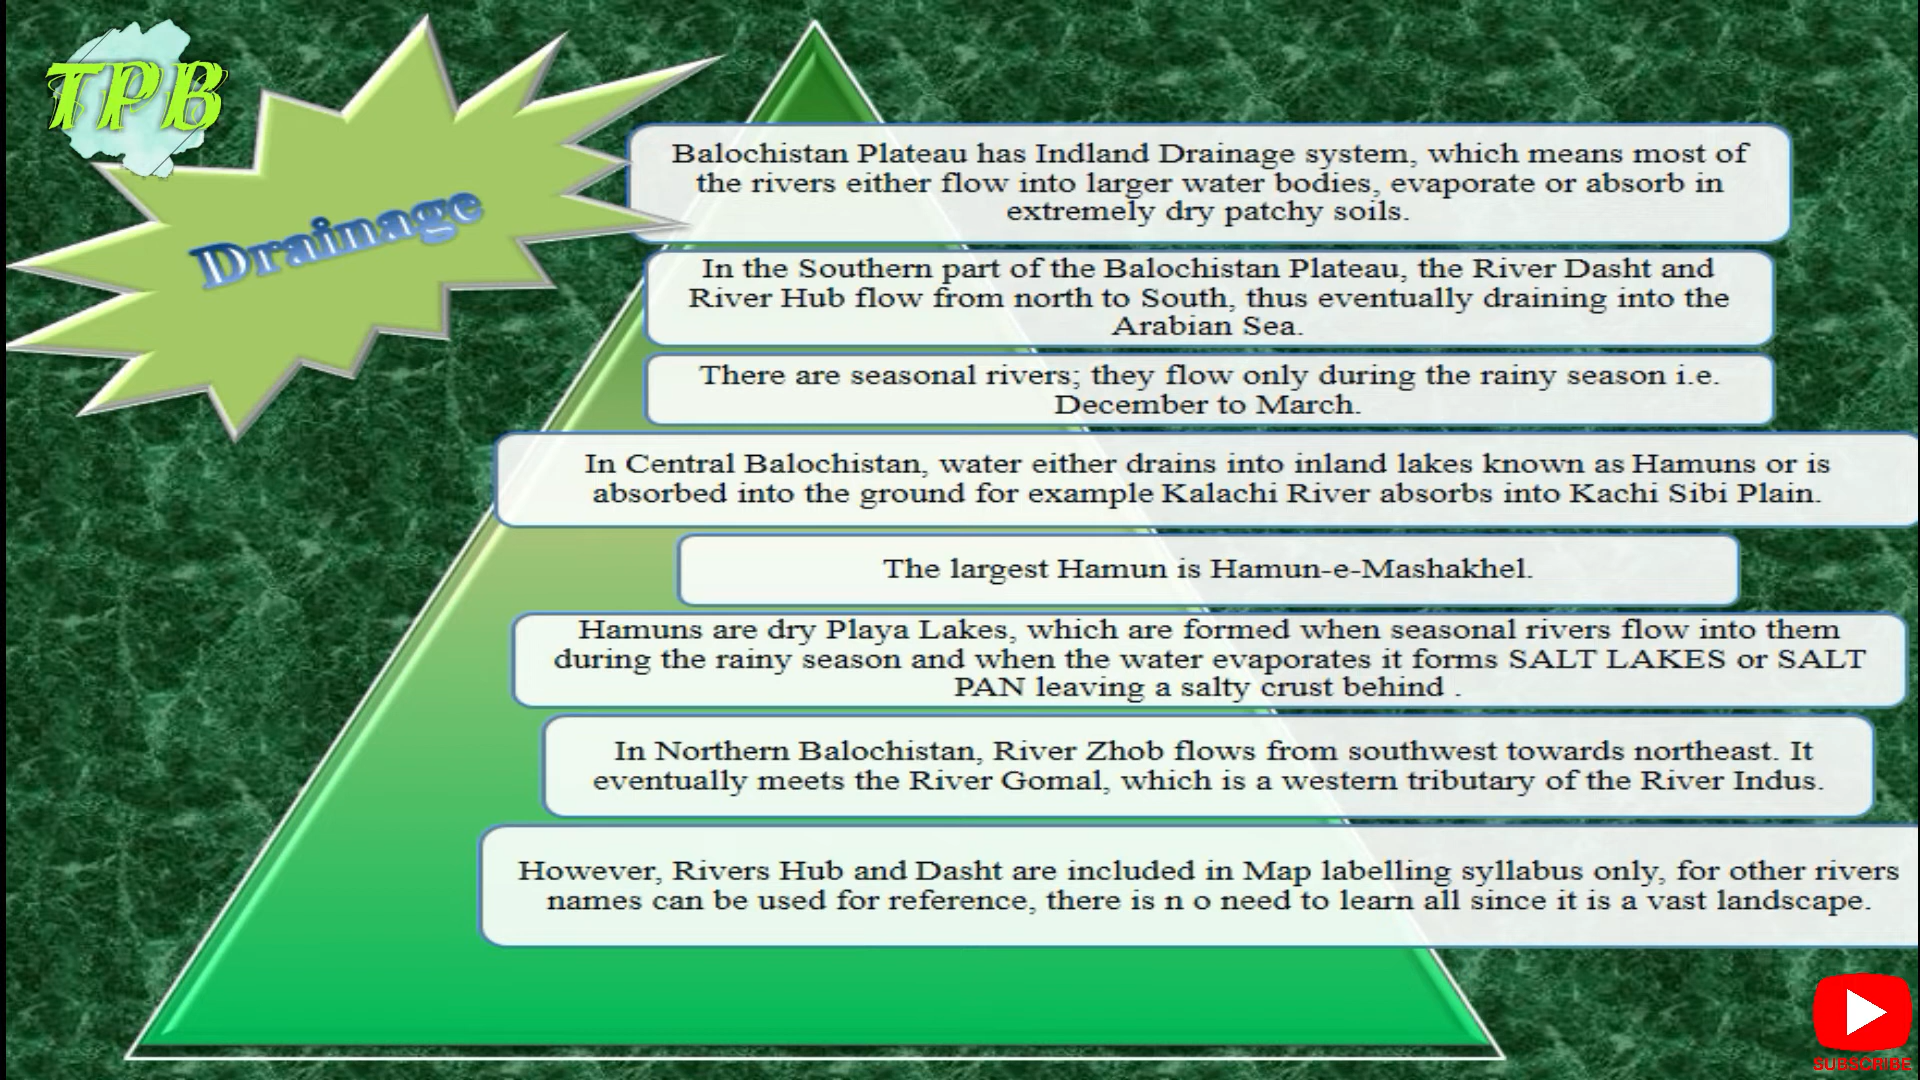 TPB
Drainage
Balochistan Plateau has Indland Drainage system, which means most of
the rivers either flow into larger water bodies, evaporate or absorb in
extremely dry patchy soils.
In the Southern part of the Balochistan Plateau, the River Dasht and
River Hub flow from north to South, thus eventually draining into the
Arabian Sea.
There are seasonal rivers; they flow only during the rainy season i.e.
December to March.
In Central Balochistan, water either drains into inland lakes known as Hamuns or is
absorbed into the ground for example Kalachi River absorbs into Kachi Sibi Plain.
The largest Hamun is Hamun-e-Mashakhel.
Hamuns are dry Playa Lakes, which are formed when seasonal rivers flow into them
during the rainy season and when the water evaporates it forms SALT LAKES or SALT
PAN leaving a salty crust behind .
In Northern Balochistan, River Zhob flows from southwest towards northeast. It
eventually meets the River Gomal, which is a western tributary of the River Indus.
However, Rivers Hub and Dasht are included in Map labelling syllabus only, for other rivers
names can be used for reference, there is n o need to learn all since it is a vast landscape.
SUBSCRIBE